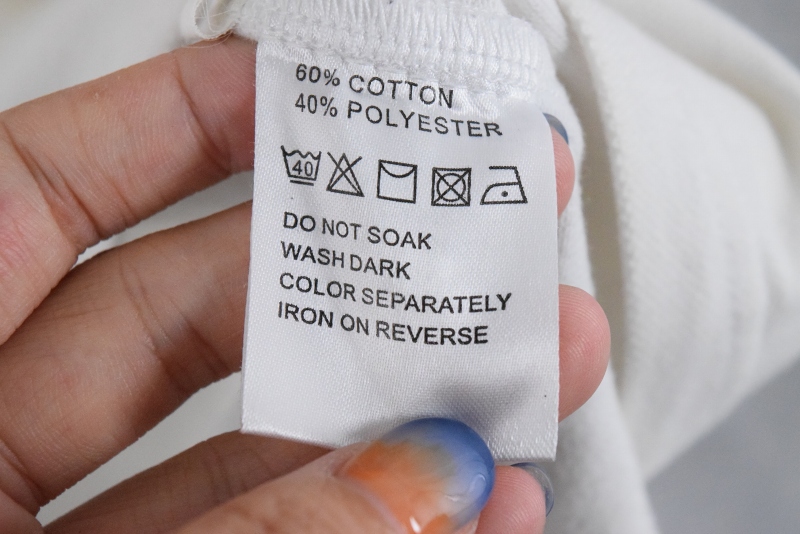 60% COTTON
40% POLYESTER
40
DO NOT SOAK
WASH DARK
COLOR SEPARATELY
IRON ON REVERSE